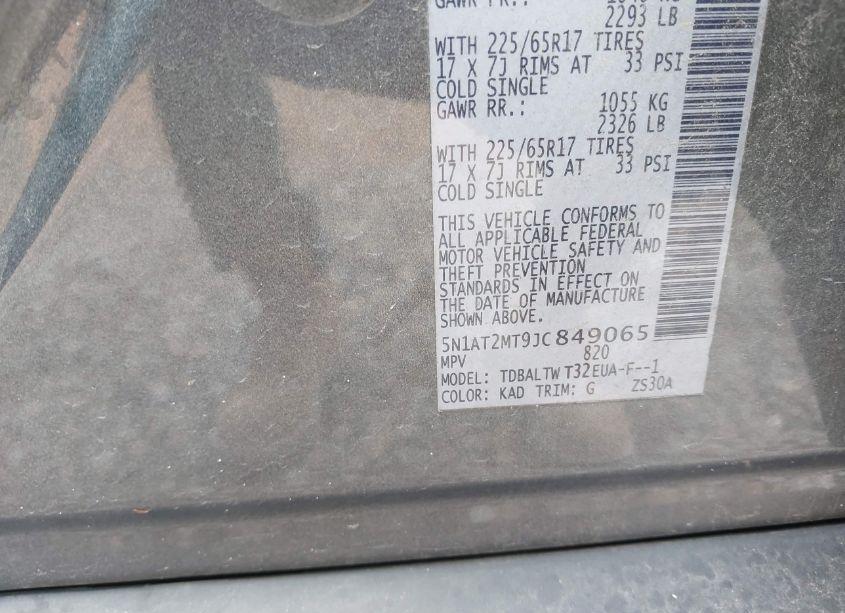 GAWR FR.:
2293 LB
WITH 225/65R17 TIRES
17 X 7J RIMS AT 33 PSI
COLD SINGLE
GAWR RR.: 1055 KG
2326 LB
WITH 225/65R17 TIRES
17 X 7J RIMS AT 33 PSI
COLD SINGLE
THIS VEHICLE CONFORMS TO
ALL APPLICABLE FEDERAL
MOTOR VEHICLE SAFETY AND
THEFT PREVENTION
STANDARDS IN EFFECT ON
THE DATE OF MANUFACTURE
SHOWN ABOVE.
5N1AT2MT9JC849065
MPV 820
MODEL: TDBALTW T32EUA-F--1
COLOR: KAD TRIM: G ZS30A